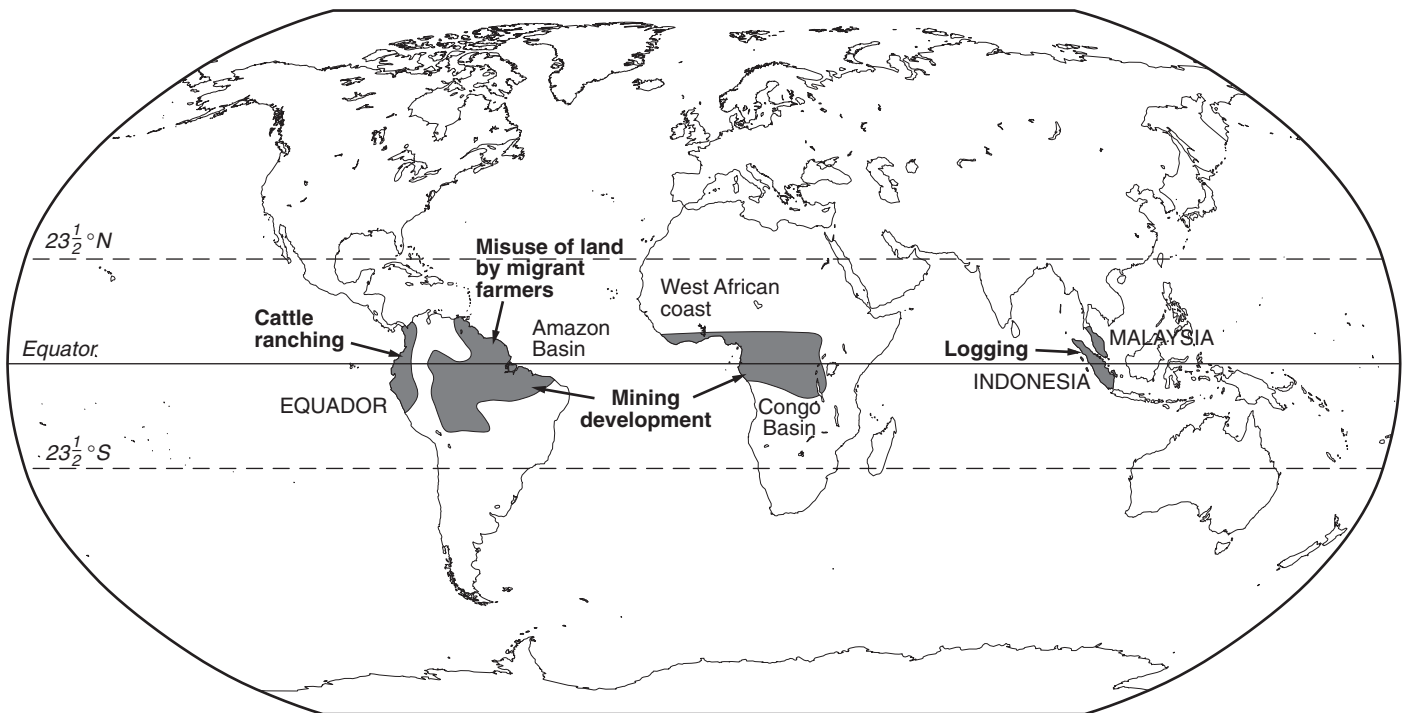 23½°N
Misuse of land
by migrant
farmers
West African
coast
Cattle
ranching
Amazon
Basin
Equator
Logging
MALAYSIA
INDONESIA
EQUADOR
Mining
development
Congo
Basin
23½°S